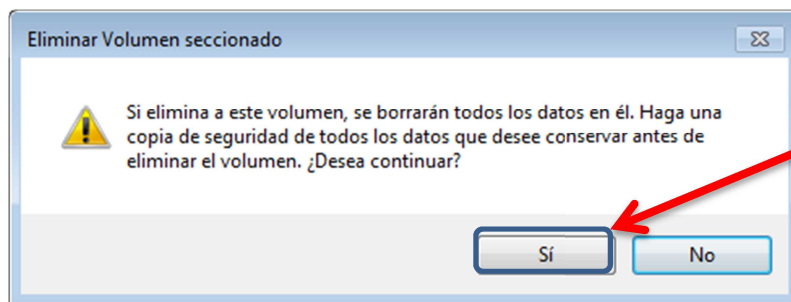 Eliminar Volumen seccionado
Si elimina a este volumen, se borrarán todos los datos en él. Haga una
copia de seguridad de todos los datos que desee conservar antes de
eliminar el volumen. ¿Desea continuar?
Sí
No